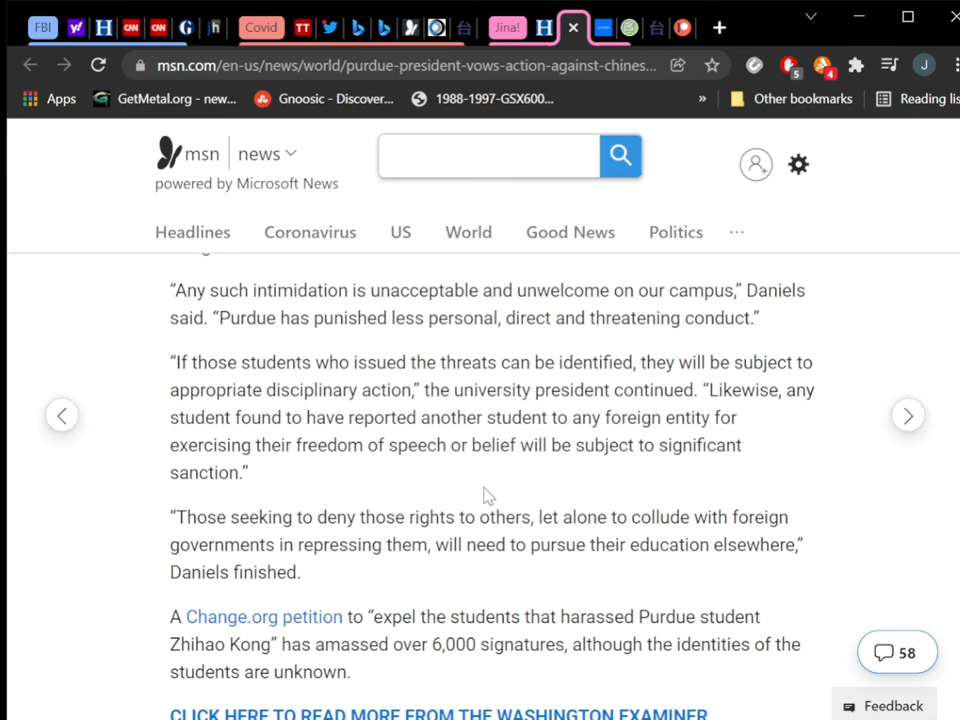 FBI
Covid
TT
Jina!
msn.com/en-us/news/world/purdue-president-vows-action-against-chines...
5
4
J
Apps
GetMetal.org - new...
Gnoosic - Discover...
1988-1997-GSX600...
»
Other bookmarks
Reading lis
msn
news
powered by Microsoft News
Headlines
Coronavirus
US
World
Good News
Politics
...
“Any such intimidation is unacceptable and unwelcome on our campus,” Daniels
said. “Purdue has punished less personal, direct and threatening conduct.”
“If those students who issued the threats can be identified, they will be subject to
appropriate disciplinary action,” the university president continued. “Likewise, any
student found to have reported another student to any foreign entity for
exercising their freedom of speech or belief will be subject to significant
sanction.”
“Those seeking to deny those rights to others, let alone to collude with foreign
governments in repressing them, will need to pursue their education elsewhere,”
Daniels finished.
A Change.org petition to “expel the students that harassed Purdue student
Zhihao Kong” has amassed over 6,000 signatures, although the identities of the
students are unknown.
CLICK HERE TO READ MORE FROM THE WASHINGTON EXAMINER
58
Feedback